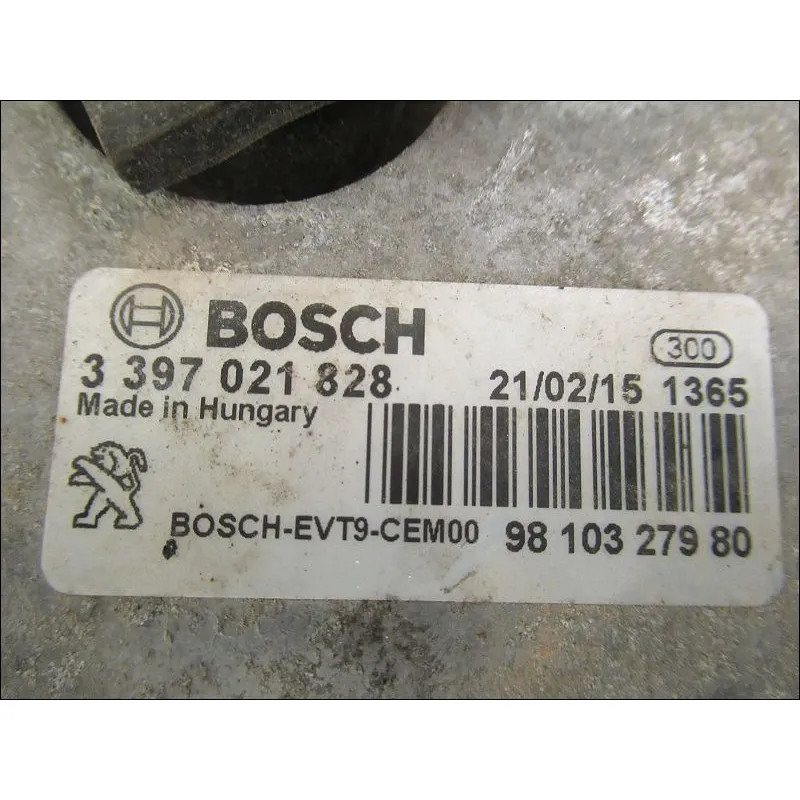 BOSCH
300
3 397 021 828 21/02/15 1365
Made in Hungary
BOSCH-EVT9-CEM00 98 103 279 80